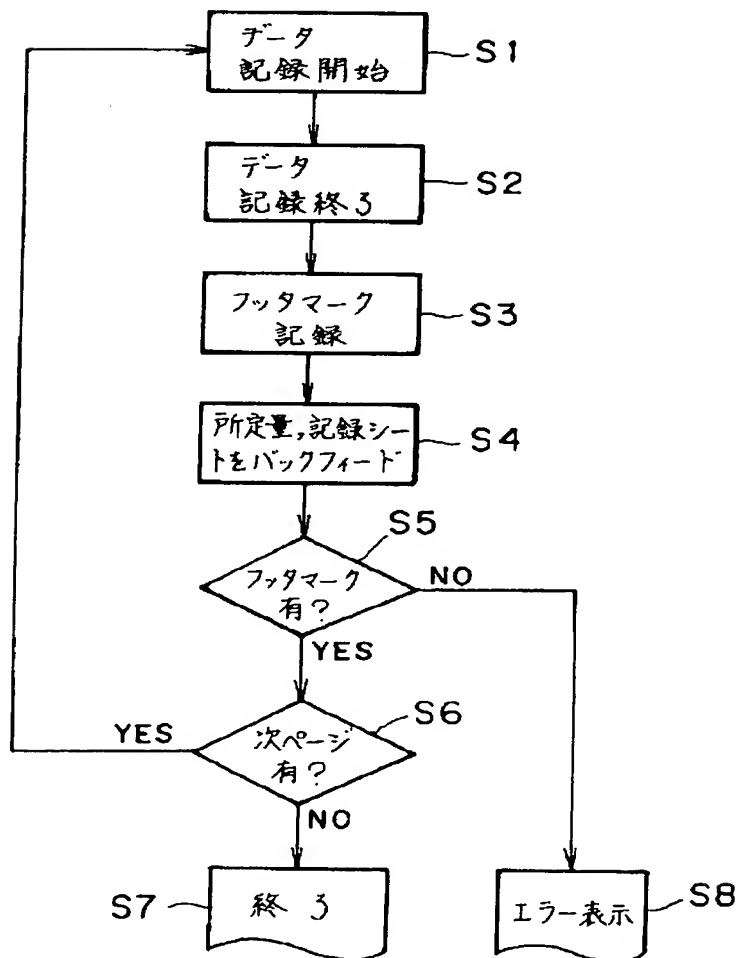 データ
記録開始
S1
データ
記録終了
S2
フッタマーク
記録
S3
所定量,記録シー
トをバックフィード
S4
S5
フッタマーク
有?
NO
YES
S6
YES
次ページ
有?
NO
S7
終了
エラー表示
S8